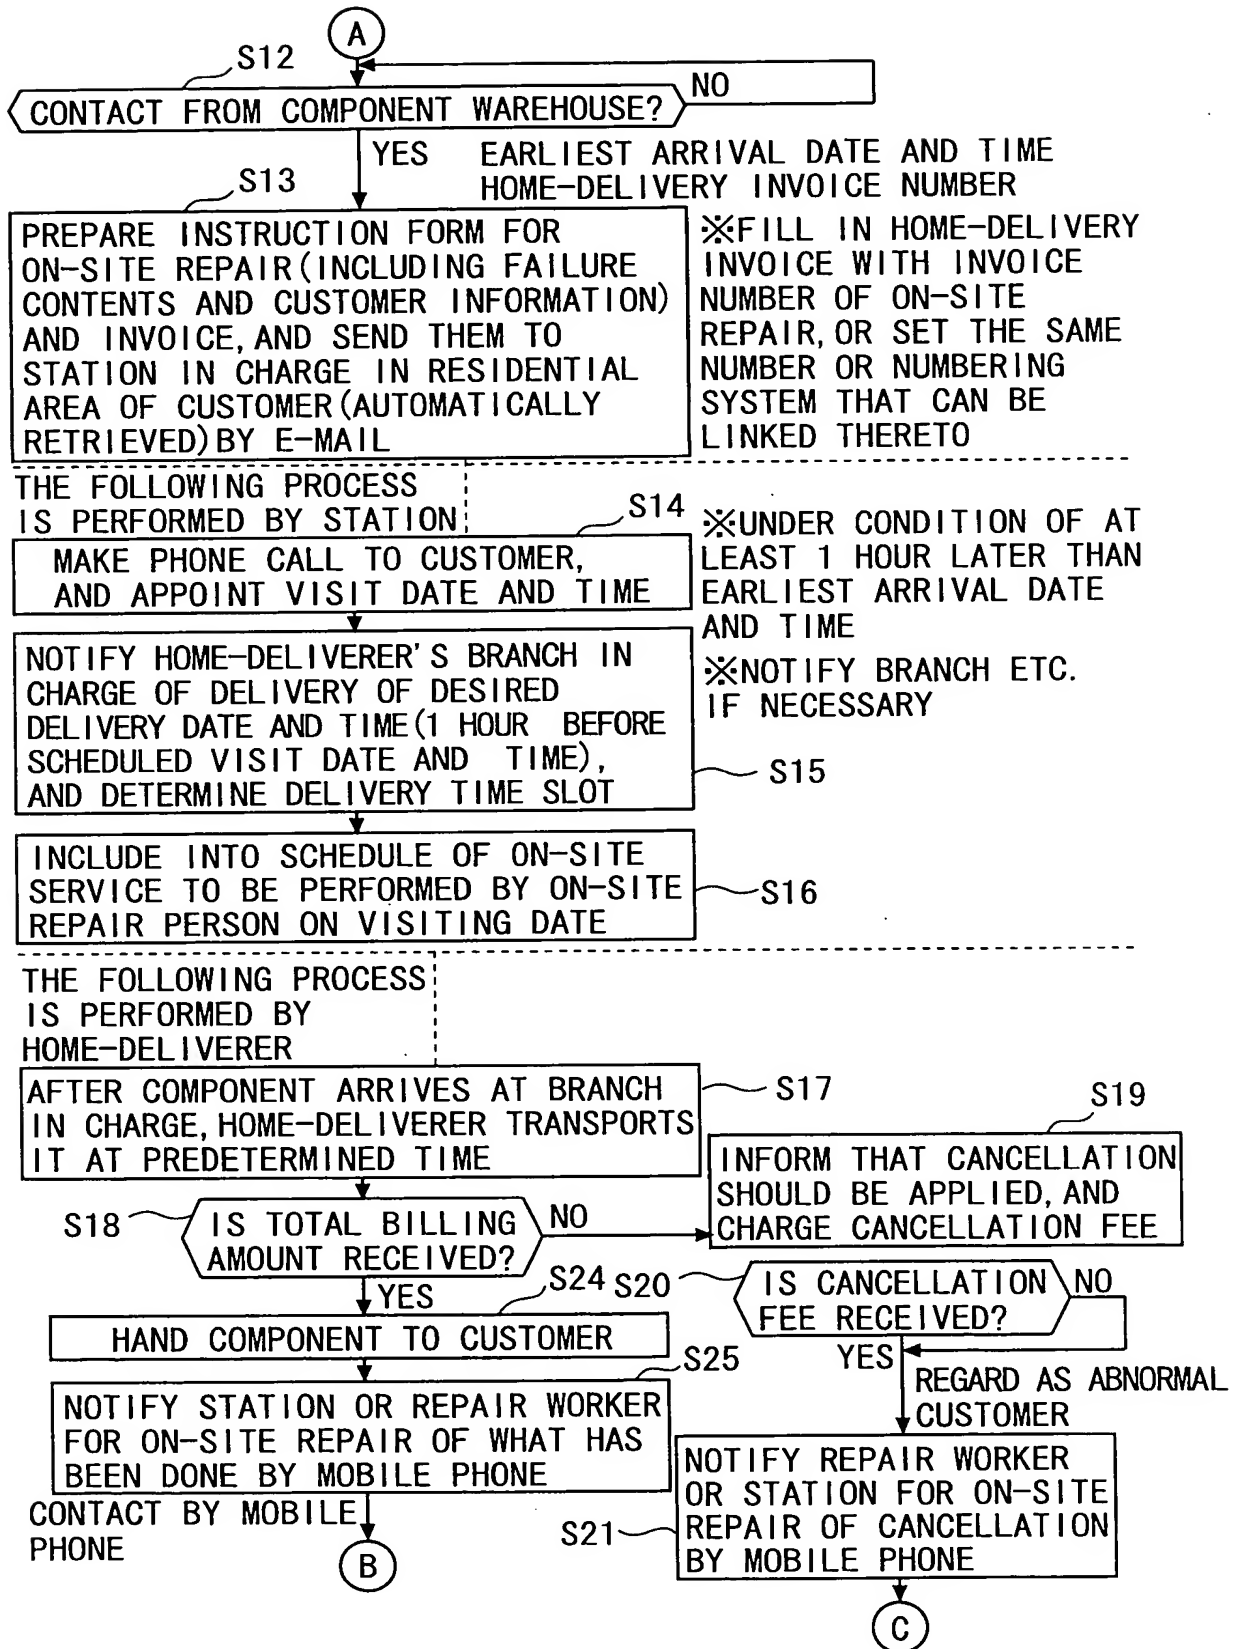 A
S12
NO
CONTACT FROM COMPONENT WAREHOUSE?
YES
EARLIEST ARRIVAL DATE AND TIME
HOME-DELIVERY INVOICE NUMBER
S13
PREPARE INSTRUCTION FORM FOR
ON-SITE REPAIR(INCLUDING FAILURE
CONTENTS AND CUSTOMER INFORMATION)
AND INVOICE, AND SEND THEM TO
STATION IN CHARGE IN RESIDENTIAL
AREA OF CUSTOMER(AUTOMATICALLY
RETRIEVED)BY E-MAIL
※FILL IN HOME-DELIVERY
INVOICE WITH INVOICE
NUMBER OF ON-SITE
REPAIR, OR SET THE SAME
NUMBER OR NUMBERING
SYSTEM THAT CAN BE
LINKED THERETO
THE FOLLOWING PROCESS
IS PERFORMED BY STATION
S14
MAKE PHONE CALL TO CUSTOMER,
AND APPOINT VISIT DATE AND TIME
※UNDER CONDITION OF AT
LEAST 1 HOUR LATER THAN
EARLIEST ARRIVAL DATE
AND TIME
NOTIFY HOME-DELIVERER'S BRANCH IN
CHARGE OF DELIVERY OF DESIRED
DELIVERY DATE AND TIME(1 HOUR BEFORE
SCHEDULED VISIT DATE AND TIME),
AND DETERMINE DELIVERY TIME SLOT
※NOTIFY BRANCH ETC.
IF NECESSARY
S15
INCLUDE INTO SCHEDULE OF ON-SITE
SERVICE TO BE PERFORMED BY ON-SITE
REPAIR PERSON ON VISITING DATE
S16
THE FOLLOWING PROCESS
IS PERFORMED BY
HOME-DELIVERER
AFTER COMPONENT ARRIVES AT BRANCH
IN CHARGE, HOME-DELIVERER TRANSPORTS
IT AT PREDETERMINED TIME
S17
S18
IS TOTAL BILLING
AMOUNT RECEIVED?
NO
S19
INFORM THAT CANCELLATION
SHOULD BE APPLIED, AND
CHARGE CANCELLATION FEE
YES
S24
HAND COMPONENT TO CUSTOMER
S20
IS CANCELLATION
FEE RECEIVED?
NO
YES
REGARD AS ABNORMAL
CUSTOMER
S25
NOTIFY STATION OR REPAIR WORKER
FOR ON-SITE REPAIR OF WHAT HAS
BEEN DONE BY MOBILE PHONE
CONTACT BY MOBILE
PHONE
B
S21
NOTIFY REPAIR WORKER
OR STATION FOR ON-SITE
REPAIR OF CANCELLATION
BY MOBILE PHONE
C